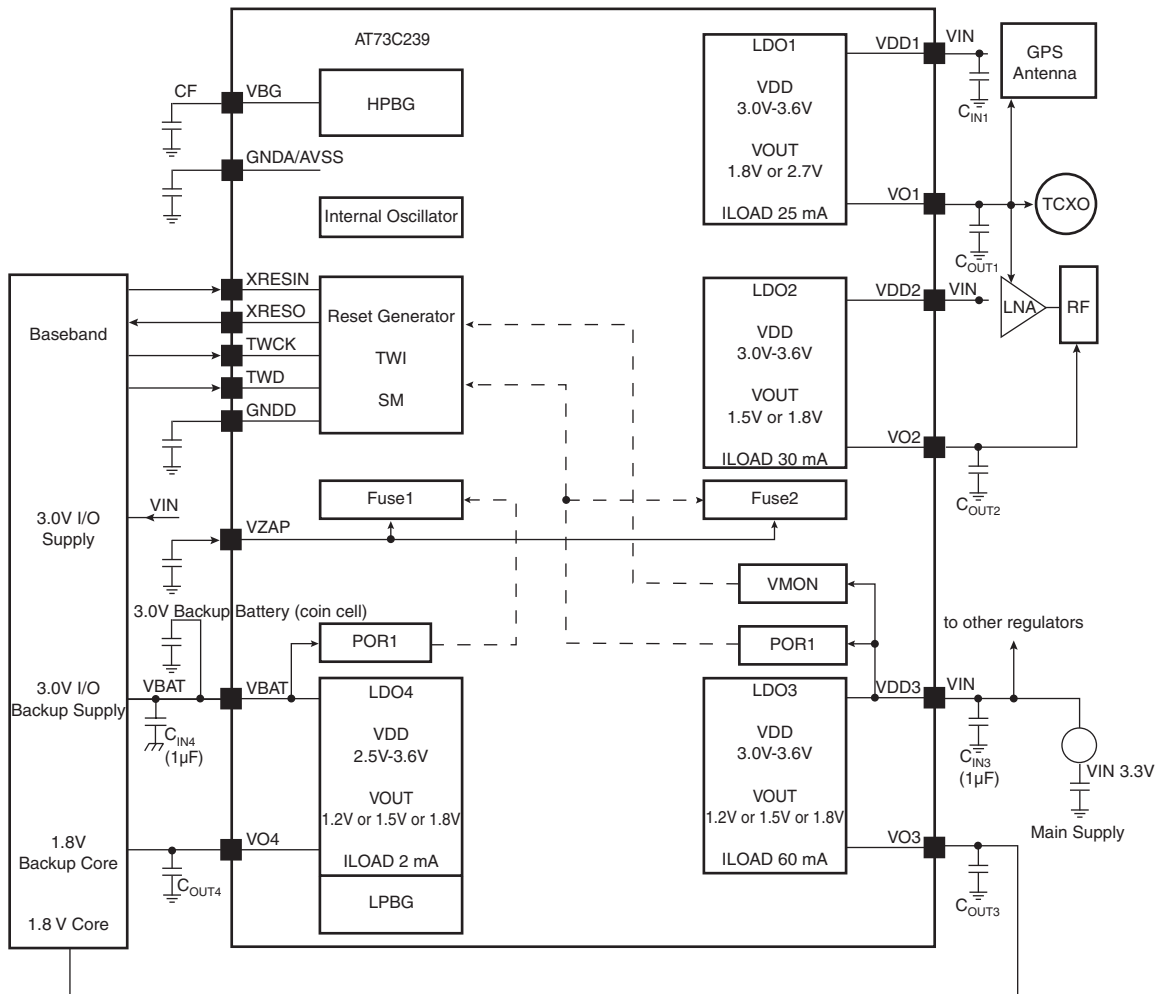 AT73C239
CF
VBG
HPBG
GNDA/AVSS
Internal Oscillator
LDO1
VDD
3.0V-3.6V
VOUT
1.8V or 2.7V
ILOAD 25 mA
VDD1
VIN
CIN1
GPS
Antenna
VO1
TCXO
COUT1
Baseband
XRESIN
XRESO
TWCK
TWD
GNDD
Reset Generator
TWI
SM
LDO2
VDD
3.0V-3.6V
VOUT
1.5V or 1.8V
ILOAD 30 mA
VDD2
VIN
LNA
RF
VO2
COUT2
VIN
3.0V I/O
Supply
VZAP
Fuse1
Fuse2
VMON
POR1
3.0V Backup Battery (coin cell)
POR1
to other regulators
3.0V I/O
Backup Supply
VBAT
VBAT
CIN4
(1µF)
LDO4
VDD
2.5V-3.6V
VOUT
1.2V or 1.5V or 1.8V
ILOAD 2 mA
LPBG
LDO3
VDD
3.0V-3.6V
VOUT
1.2V or 1.5V or 1.8V
ILOAD 60 mA
VDD3
VIN
CIN3
(1µF)
VIN 3.3V
Main Supply
1.8V
Backup Core
VO4
COUT4
VO3
COUT3
1.8 V Core